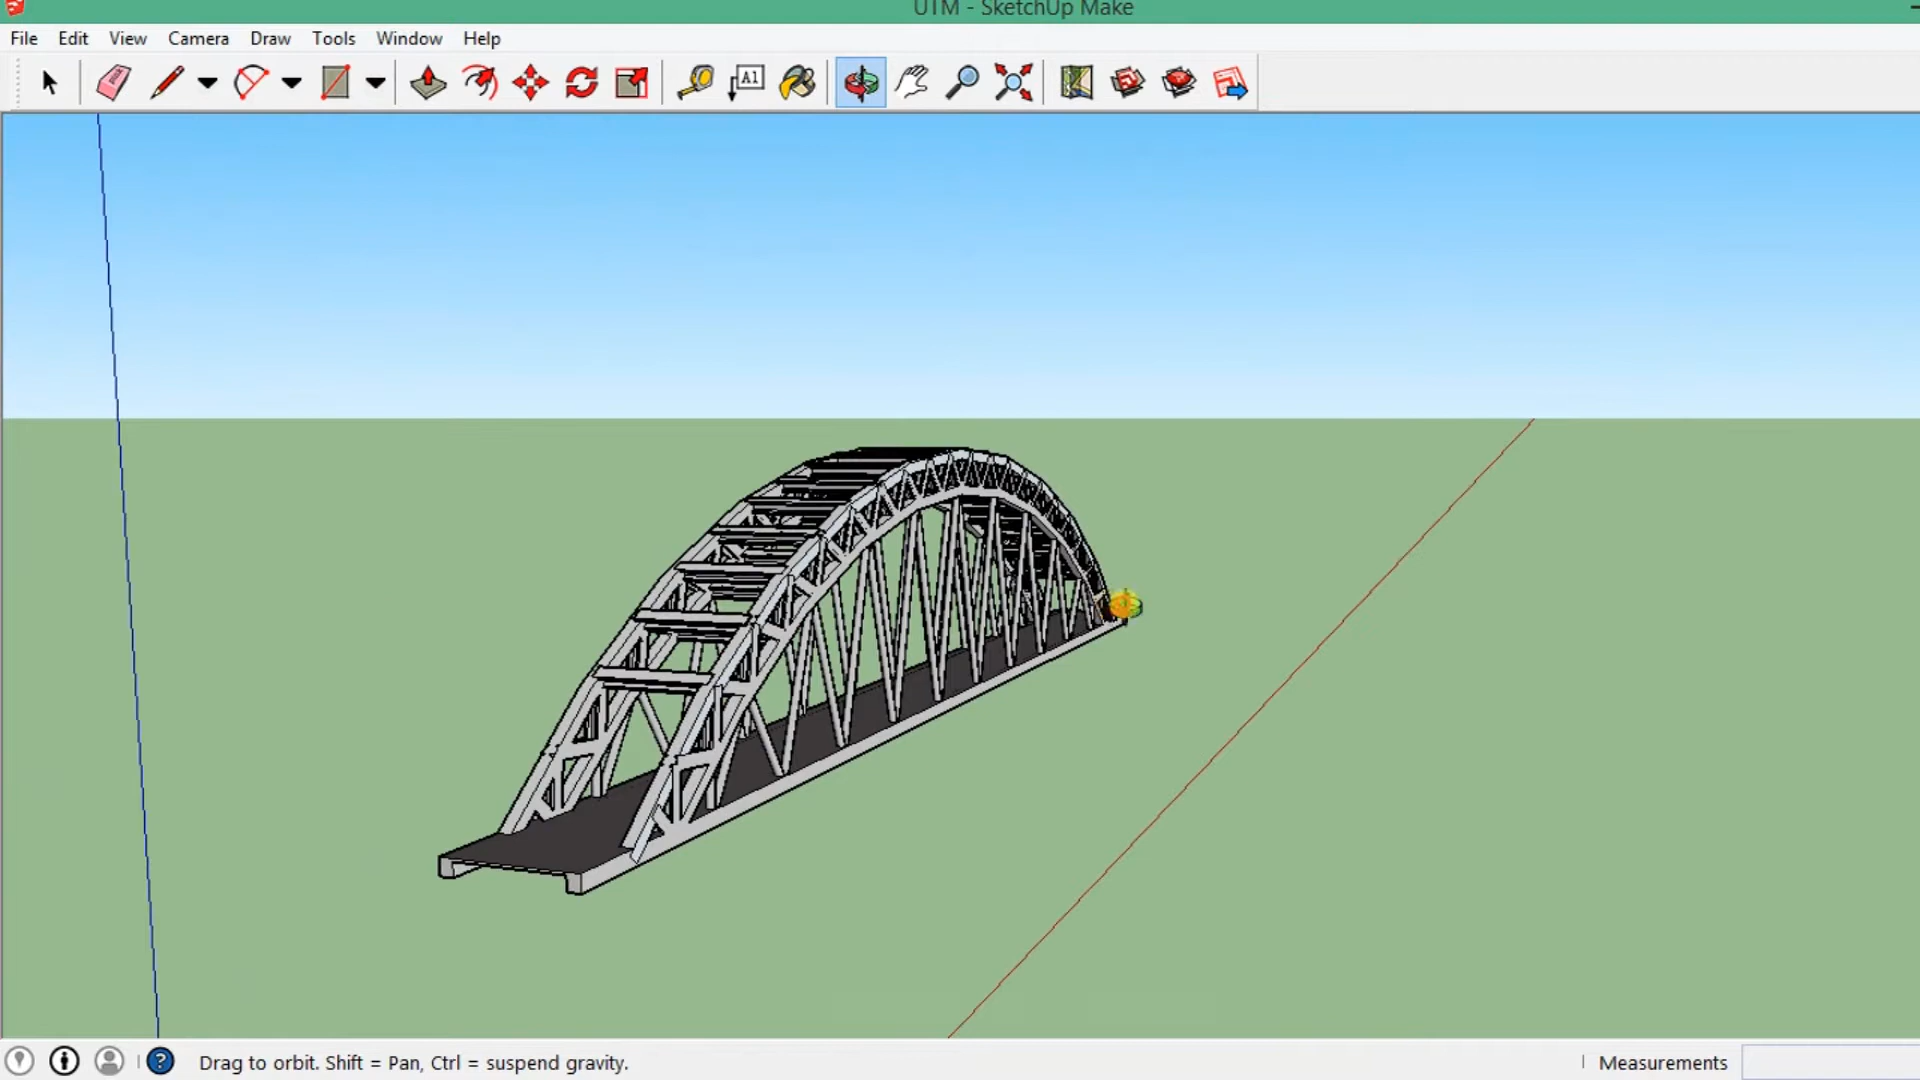 UTM - SketchUp Make
File Edit View Camera Draw Tools Window Help
A1
Drag to orbit. Shift = Pan, Ctrl = suspend gravity.
Measurements